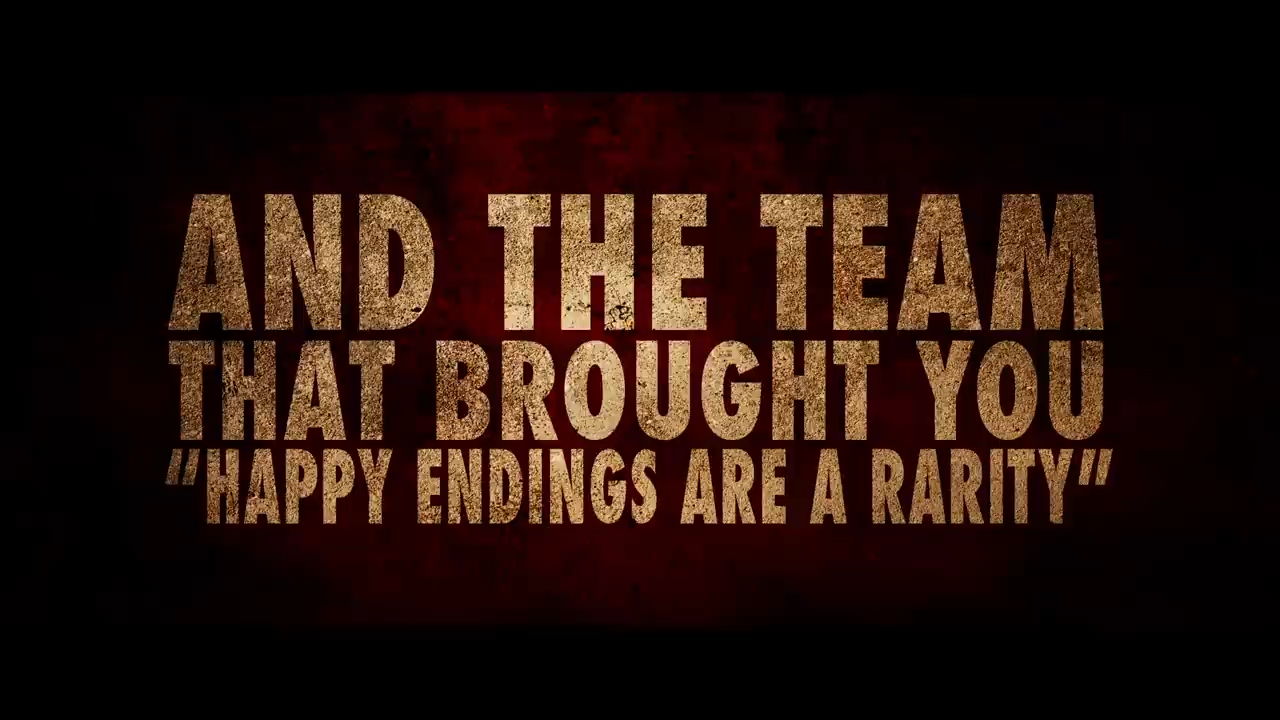 AND THE TEAM
THAT BROUGHT YOU
"HAPPY ENDINGS ARE A RARITY"